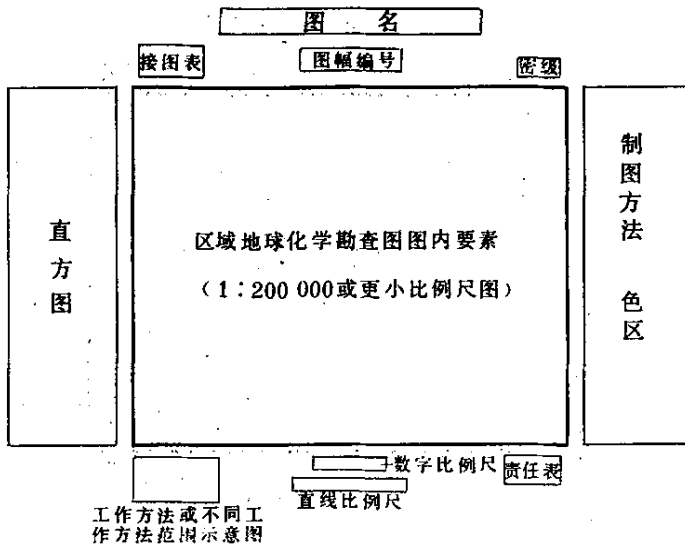 图 名
接图表
图幅编号
密级
直方图
区域地球化学勘查图图内要素
（1：200 000或更小比例尺图）
制图方法 色区
数字比例尺
直线比例尺
责任表
工作方法或不同工
作方法范围示意图